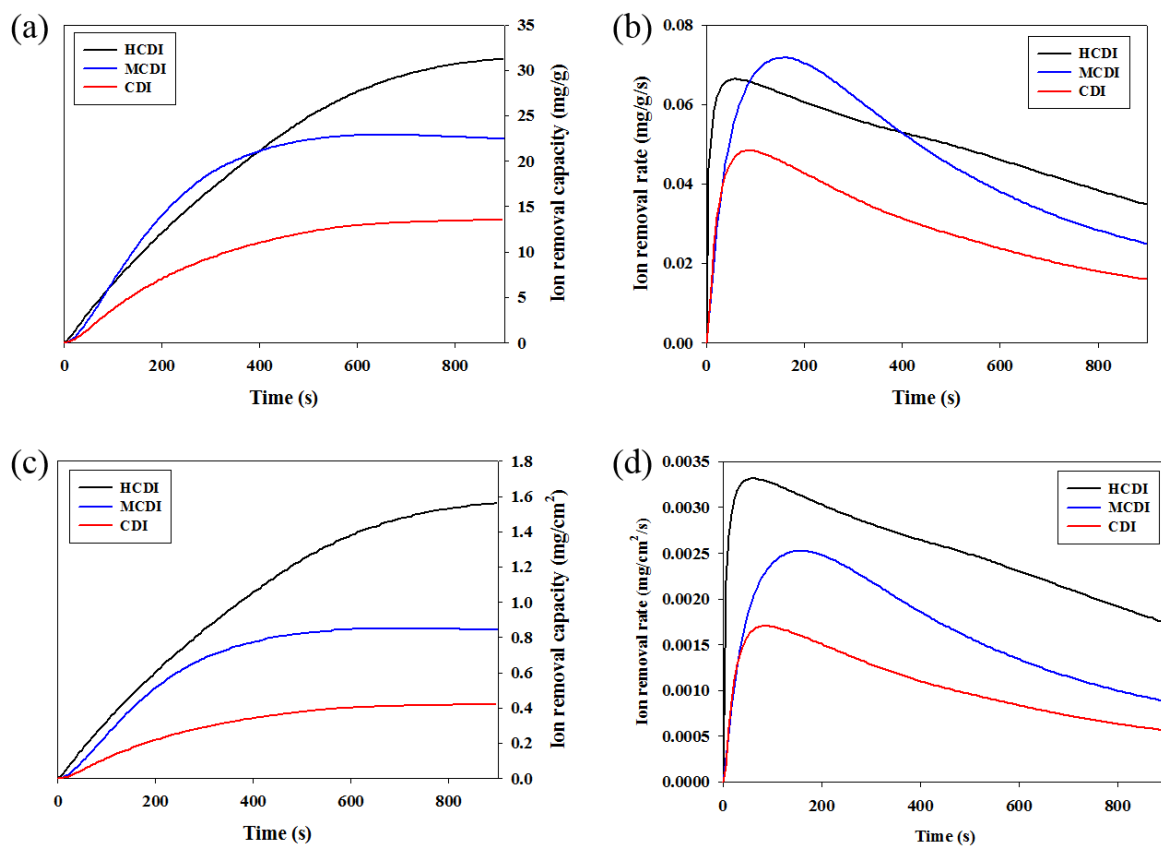 (a)
HCDI
MCDI
CDI
35
30
25
20
15
10
5
0
Ion removal capacity (mg/g)
0 200 400 600 800
Time (s)
(b)
HCDI
MCDI
CDI
0.08
0.06
0.04
0.02
0.00
Ion removal rate (mg/g/s)
0 200 400 600 800
Time (s)
(c)
HCDI
MCDI
CDI
1.8
1.6
1.4
1.2
1.0
0.8
0.6
0.4
0.2
0.0
Ion removal capacity (mg/cm²)
0 200 400 600 800
Time (s)
(d)
HCDI
MCDI
CDI
0.0035
0.0030
0.0025
0.0020
0.0015
0.0010
0.0005
0.0000
Ion removal rate (mg/cm²/s)
0 200 400 600 800
Time (s)